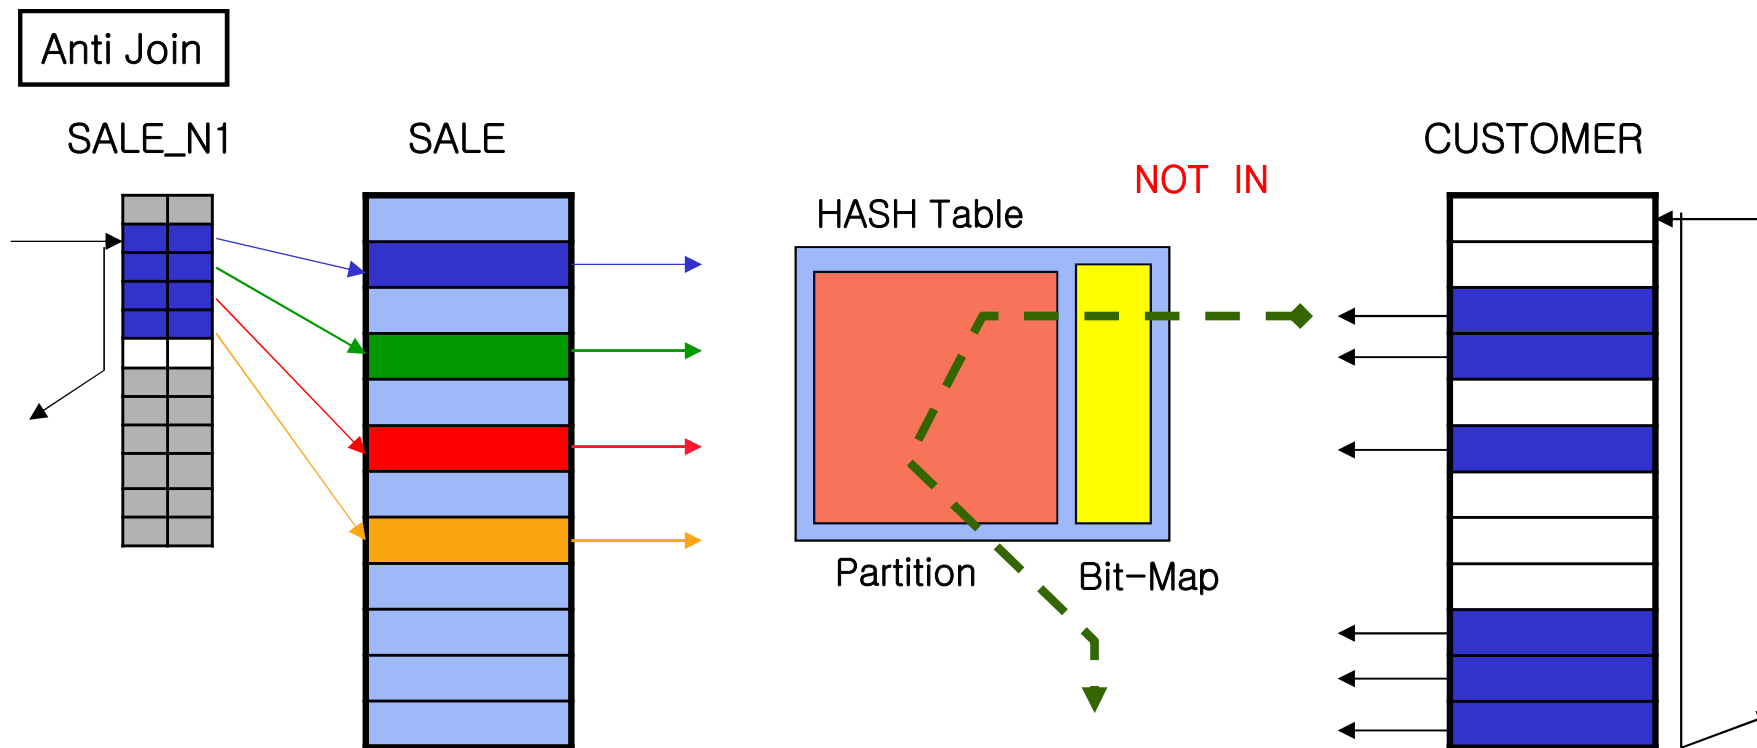 Anti Join
SALE_N1
SALE
CUSTOMER
NOT IN
HASH Table
Partition
Bit-Map